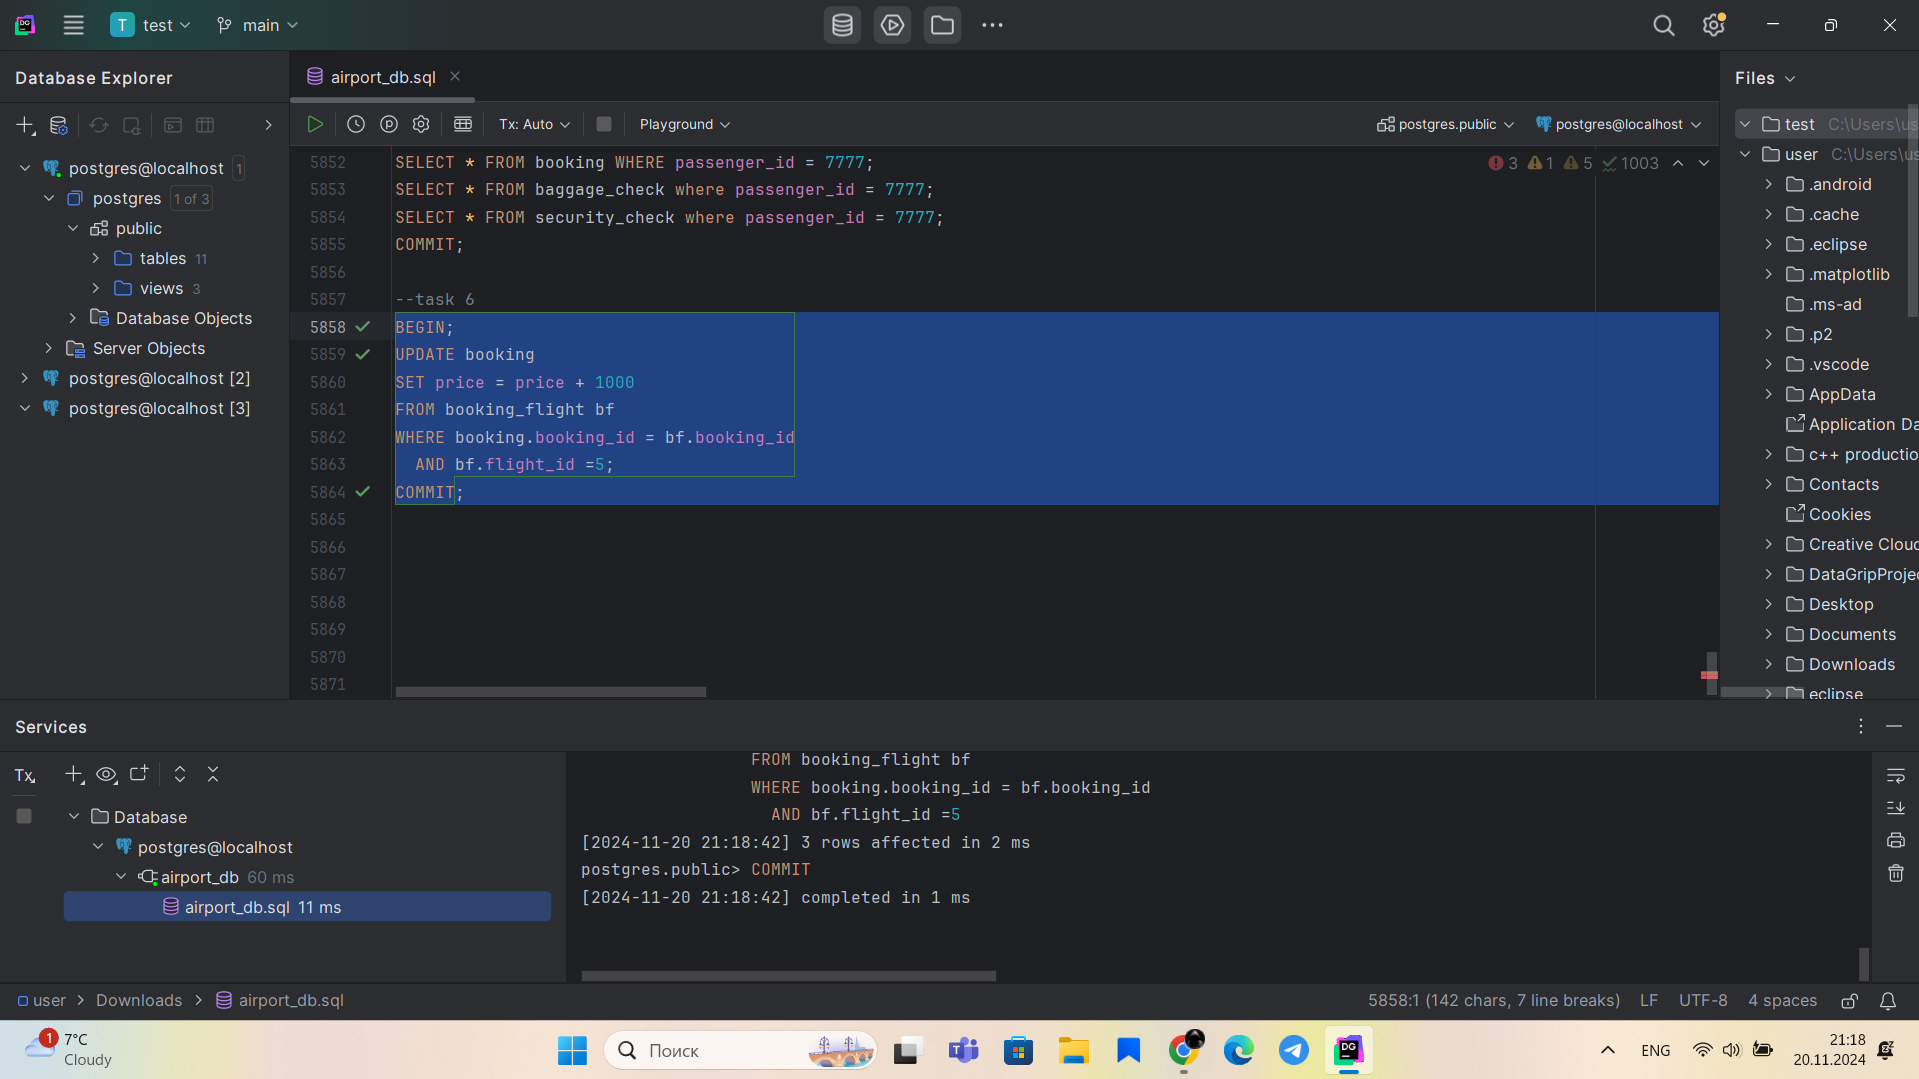 T test main
Database Explorer
airport_db.sql
Files
Tx: Auto Playground postgres.public postgres@localhost
postgres@localhost 1
postgres 1 of 3
public
tables 11
views 3
Database Objects
Server Objects
postgres@localhost [2]
postgres@localhost [3]
3 1 5 1003
5852 SELECT * FROM booking WHERE passenger_id = 7777;
5853 SELECT * FROM baggage_check where passenger_id = 7777;
5854 SELECT * FROM security_check where passenger_id = 7777;
5855 COMMIT;
5856
5857 --task 6
5858 BEGIN;
5859 UPDATE booking
5860 SET price = price + 1000
5861 FROM booking_flight bf
5862 WHERE booking.booking_id = bf.booking_id
5863 AND bf.flight_id =5;
5864 COMMIT;
5865
5866
5867
5868
5869
5870
5871
test C:\Users\us
user C:\Users\us
.android
.cache
.eclipse
.matplotlib
.ms-ad
.p2
.vscode
AppData
Application Da
c++ productio
Contacts
Cookies
Creative Cloud
DataGripProjec
Desktop
Documents
Downloads
eclipse
Services
Tx
Database
postgres@localhost
airport_db 60 ms
airport_db.sql 11 ms
FROM booking_flight bf
WHERE booking.booking_id = bf.booking_id
AND bf.flight_id =5
[2024-11-20 21:18:42] 3 rows affected in 2 ms
postgres.public> COMMIT
[2024-11-20 21:18:42] completed in 1 ms
user > Downloads > airport_db.sql
5858:1 (142 chars, 7 line breaks) LF UTF-8 4 spaces
1
7°C
Cloudy
Поиск
DG
ENG
21:18
20.11.2024